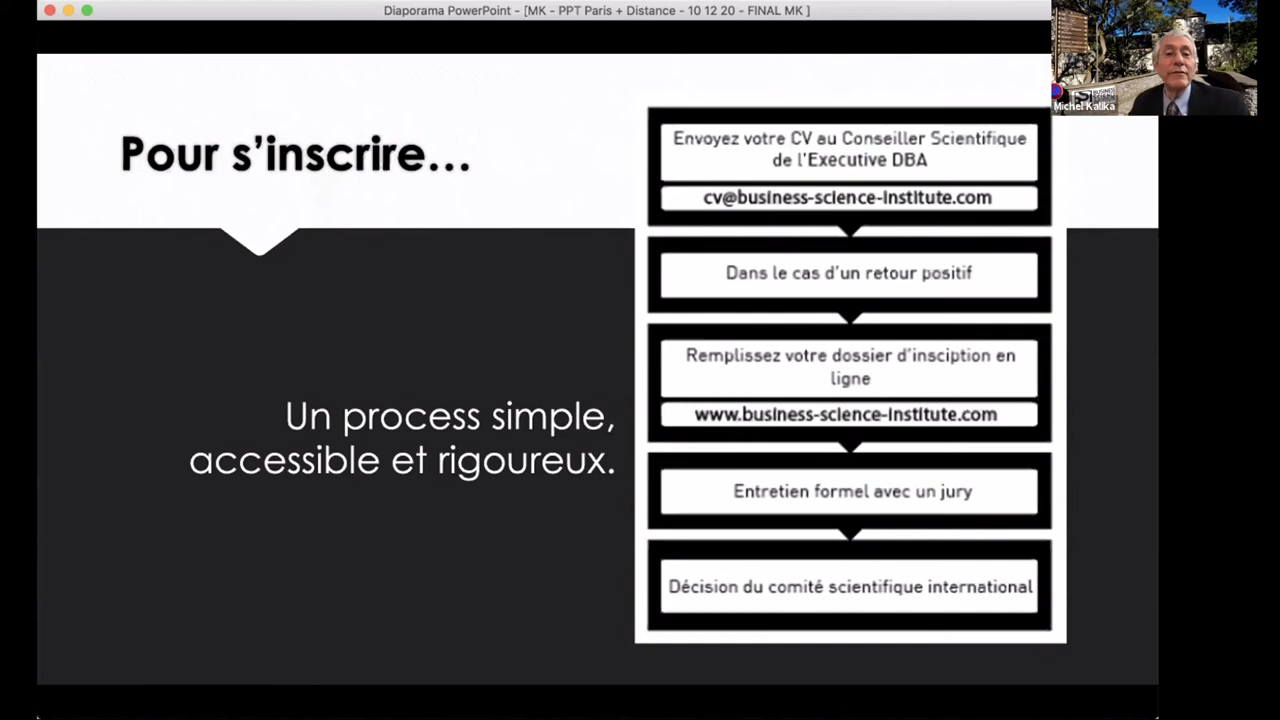 Diaporama PowerPoint - [MK - PPT Paris + Distance - 10 12 20 - FINAL MK ]
Michel Kalika
Pour s'inscrire...
Un process simple,
accessible et rigoureux.
Envoyez votre CV au Conseiller Scientifique
de l'Executive DBA
cv@business-science-institute.com
Dans le cas d'un retour positif
Remplissez votre dossier d'insciption en
ligne
www.business-science-institute.com
Entretien formel avec un jury
Décision du comité scientifique international